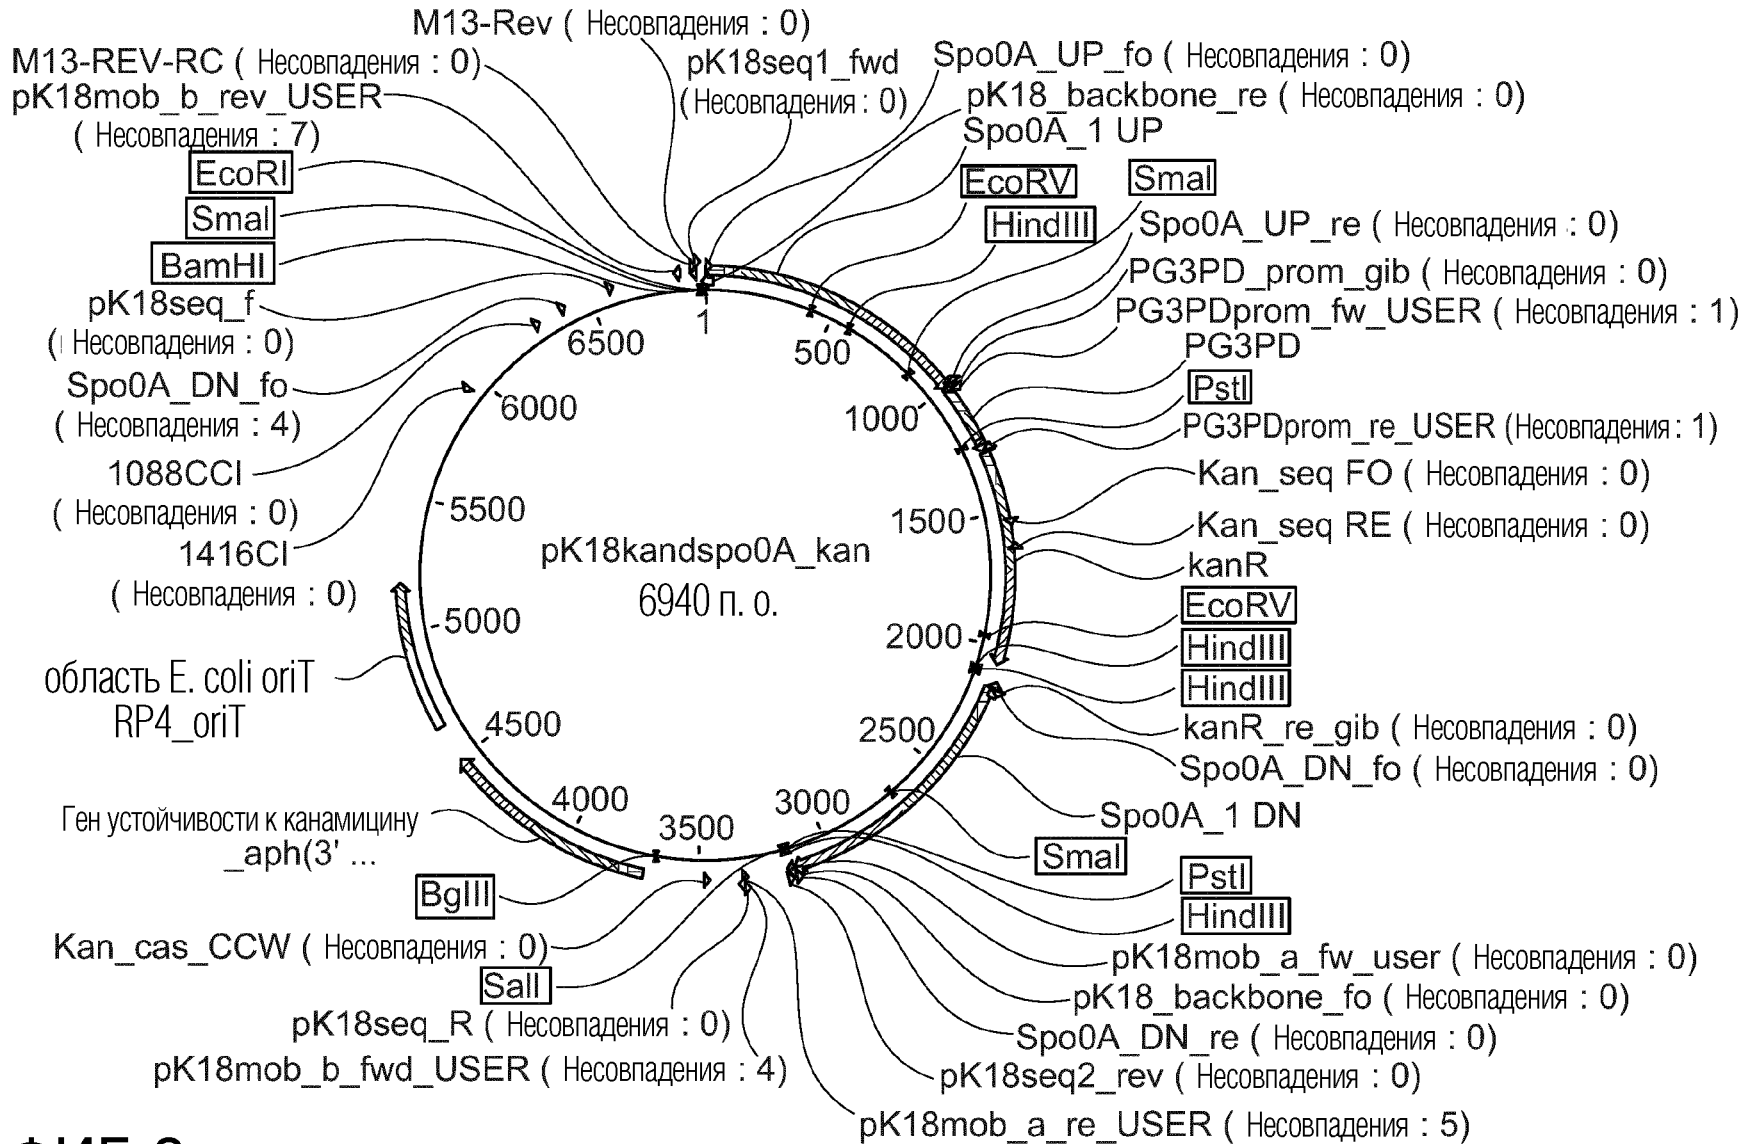 M13-Rev ( Несовпадения : 0)
M13-REV-RC ( Несовпадения : 0)
pK18mob_b_rev_USER
( Несовпадения : 7)
EcoRI
SmaI
BamHI
pK18seq_f
( Несовпадения : 0)
Spo0A_DN_fo
( Несовпадения : 4)
1088CCI
( Несовпадения : 0)
1416CI
( Несовпадения : 0)
область E. coli oriT
RP4_oriT
Ген устойчивости к канамицину
_aph(3' ...
BglII
Kan_cas_CCW ( Несовпадения : 0)
SalI
pK18seq_R ( Несовпадения : 0)
pK18mob_b_fwd_USER ( Несовпадения : 4)
pK18seq1_fwd
(Несовпадения : 0)
Spo0A_UP_fo ( Несовпадения : 0)
pK18_backbone_re ( Несовпадения : 0)
Spo0A_1 UP
EcoRV
SmaI
HindIII
Spo0A_UP_re ( Несовпадения : 0)
PG3PD_prom_gib ( Несовпадения : 0)
PG3PDprom_fw_USER ( Несовпадения : 1)
PG3PD
PstI
PG3PDprom_re_USER (Несовпадения : 1)
Kan_seq FO ( Несовпадения : 0)
Kan_seq RE ( Несовпадения : 0)
kanR
EcoRV
HindIII
HindIII
kanR_re_gib ( Несовпадения : 0)
Spo0A_DN_fo ( Несовпадения : 0)
Spo0A_1 DN
SmaI
PstI
HindIII
pK18mob_a_fw_user ( Несовпадения : 0)
pK18_backbone_fo ( Несовпадения : 0)
Spo0A_DN_re ( Несовпадения : 0)
pK18seq2_rev ( Несовпадения : 0)
pK18mob_a_re_USER ( Несовпадения : 5)
1
500
1000
1500
2000
2500
3000
3500
4000
4500
5000
5500
6000
6500
pK18kandspo0A_kan
6940 п. о.